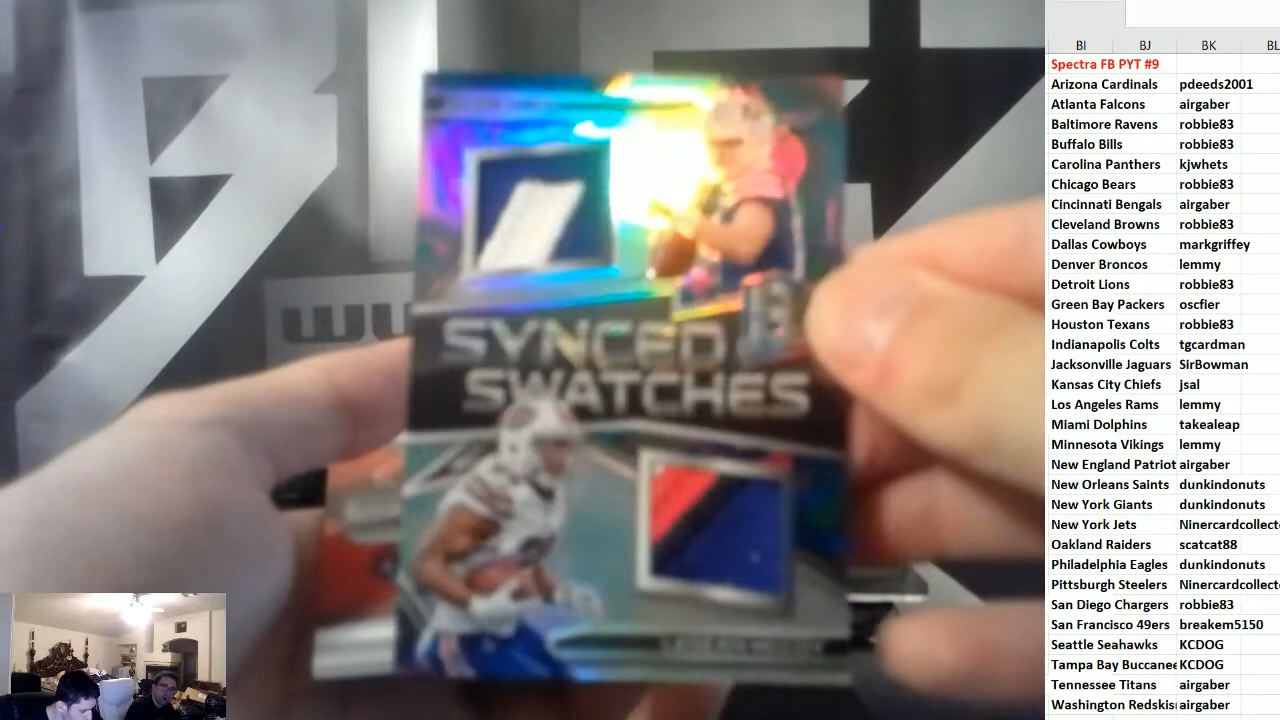 SYNCED &
SWATCHES
LESEAN MCCOY
BI BJ BK BL
Spectra FB PYT #9
Arizona Cardinals pdeeds2001
Atlanta Falcons airgaber
Baltimore Ravens robbie83
Buffalo Bills robbie83
Carolina Panthers kjwhets
Chicago Bears robbie83
Cincinnati Bengals airgaber
Cleveland Browns robbie83
Dallas Cowboys markgriffey
Denver Broncos lemmy
Detroit Lions robbie83
Green Bay Packers oscfier
Houston Texans robbie83
Indianapolis Colts tgcardman
Jacksonville Jaguars SirBowman
Kansas City Chiefs jsal
Los Angeles Rams lemmy
Miami Dolphins takealeap
Minnesota Vikings lemmy
New England Patriot airgaber
New Orleans Saints dunkindonuts
New York Giants dunkindonuts
New York Jets Ninercardcollect
Oakland Raiders scatcat88
Philadelphia Eagles dunkindonuts
Pittsburgh Steelers Ninercardcollect
San Diego Chargers robbie83
San Francisco 49ers breakem5150
Seattle Seahawks KCDOG
Tampa Bay Buccanee KCDOG
Tennessee Titans airgaber
Washington Redskis airgaber